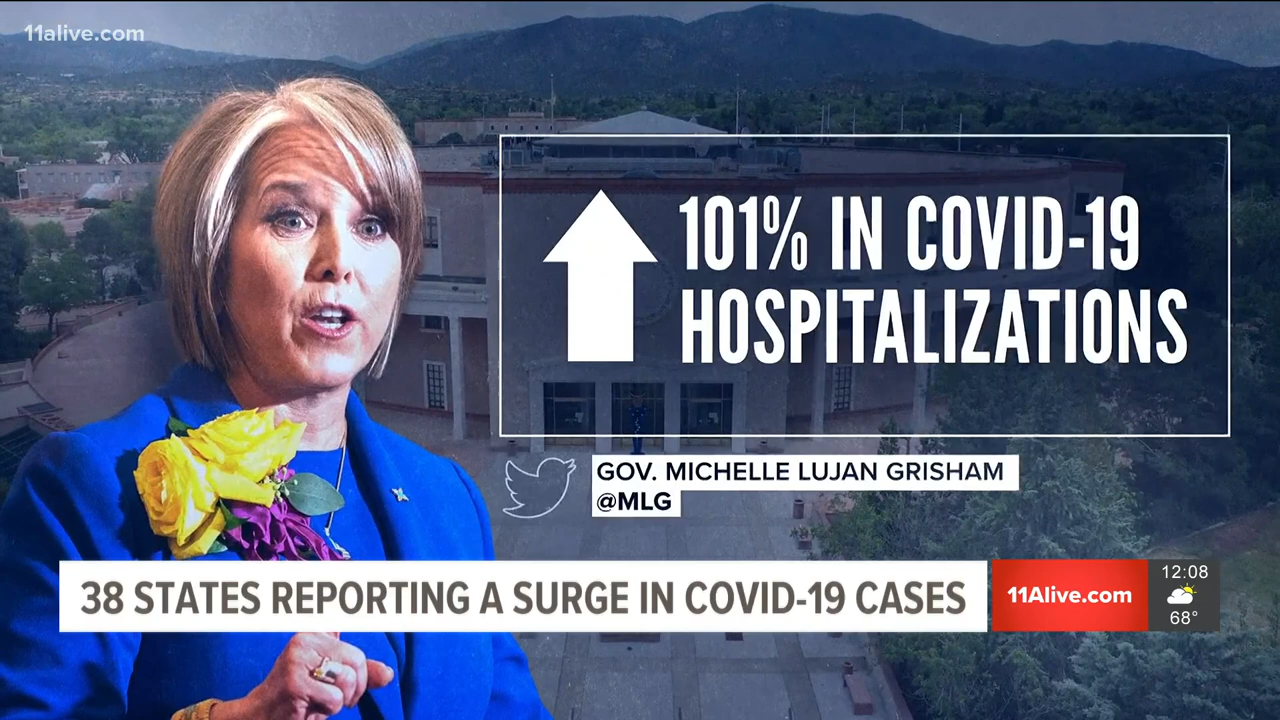 11alive.com
101% IN COVID-19
HOSPITALIZATIONS
GOV. MICHELLE LUJAN GRISHAM
@MLG
38 STATES REPORTING A SURGE IN COVID-19 CASES
11Alive.com
12:08
68°